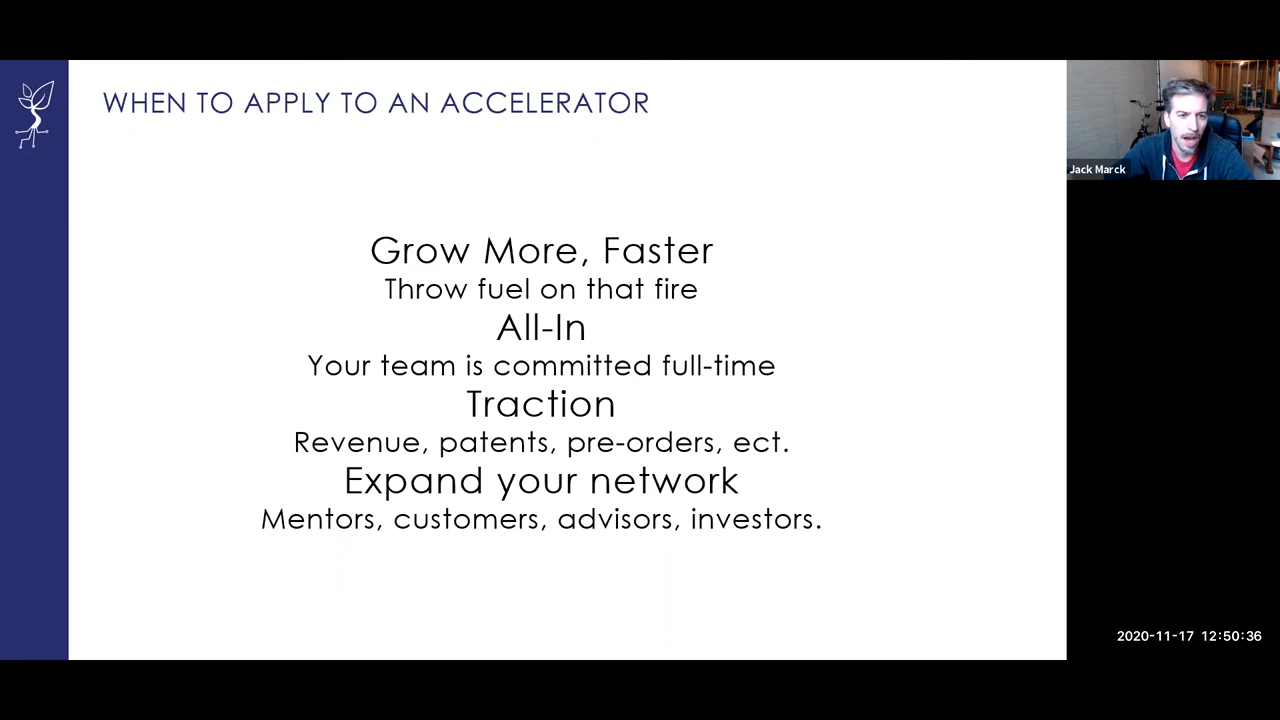 WHEN TO APPLY TO AN ACCELERATOR
Jack Marck
Grow More, Faster
Throw fuel on that fire
All-In
Your team is committed full-time
Traction
Revenue, patents, pre-orders, ect.
Expand your network
Mentors, customers, advisors, investors.
2020-11-17 12:50:36